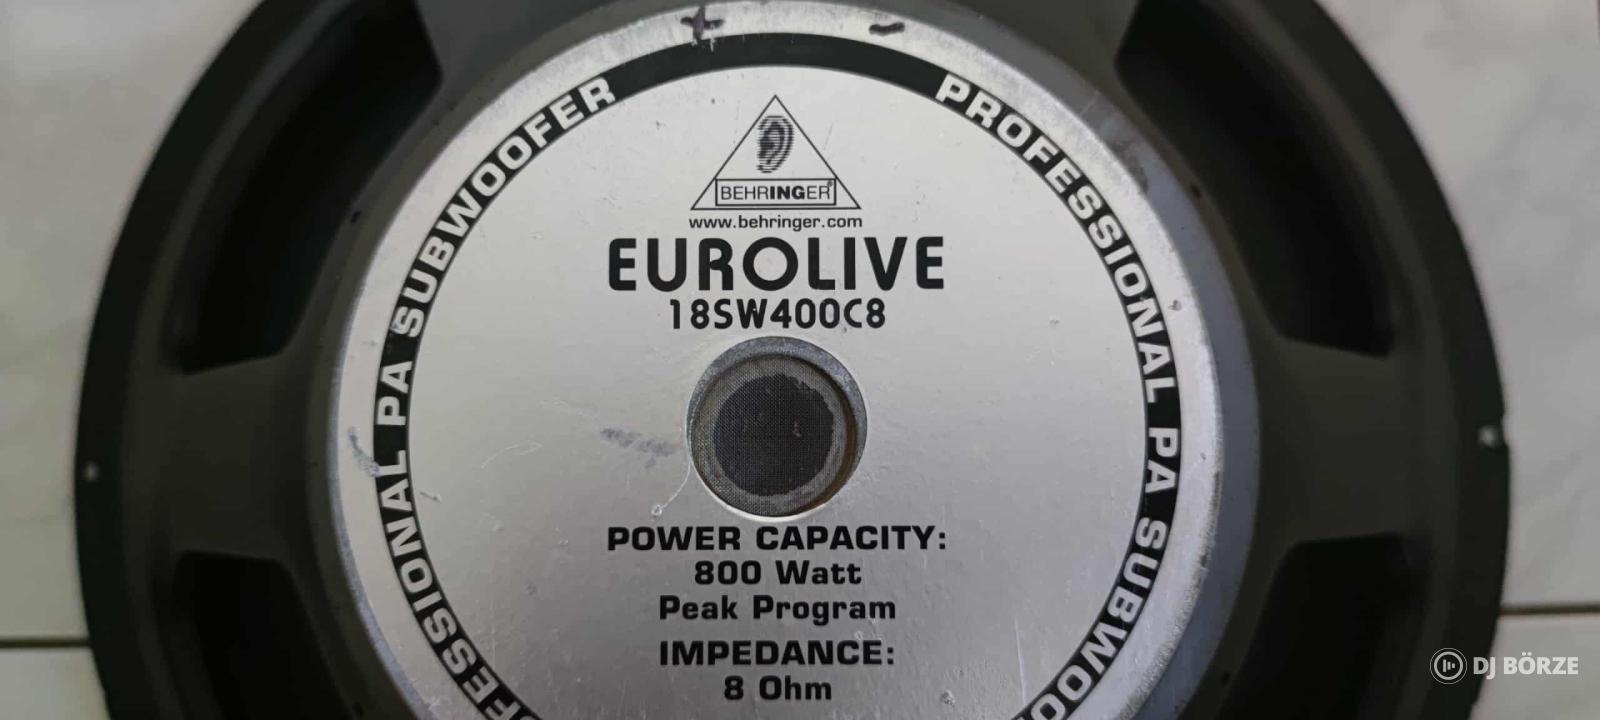 + -
PROFESSIONAL PA SUBWOOFER
PROFESSIONAL PA SUBWOO
BEHRINGER
www.behringer.com
EUROLIVE
18SW400C8
POWER CAPACITY:
800 Watt
Peak Program
IMPEDANCE:
8 Ohm
DJ BÖRZE